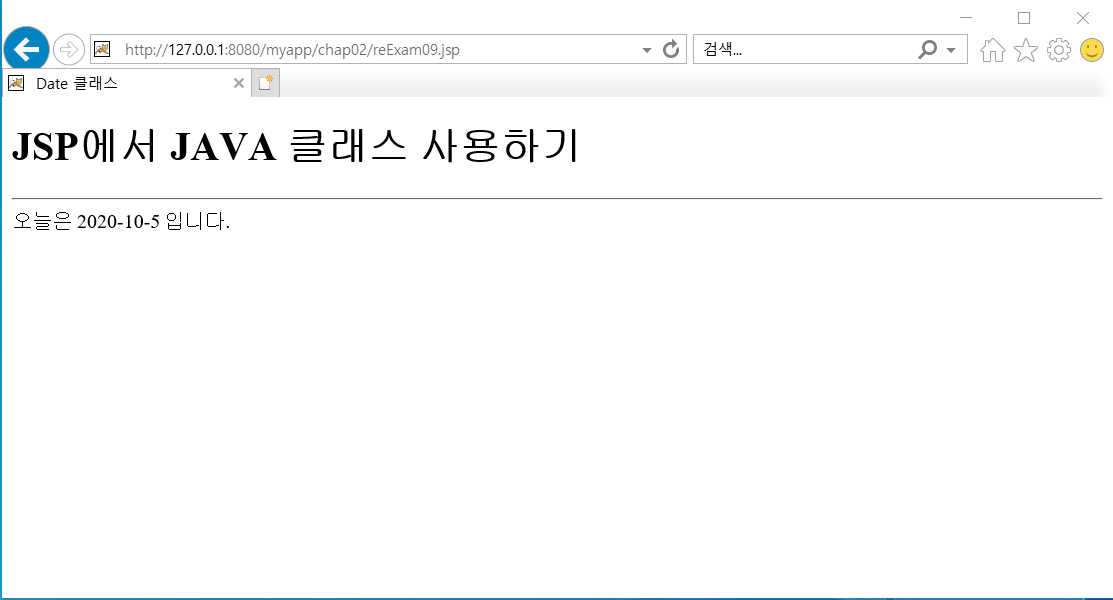 http://127.0.0.1:8080/myapp/chap02/reExam09.jsp
검색...
Date 클래스
JSP에서 JAVA 클래스 사용하기
오늘은 2020-10-5 입니다.